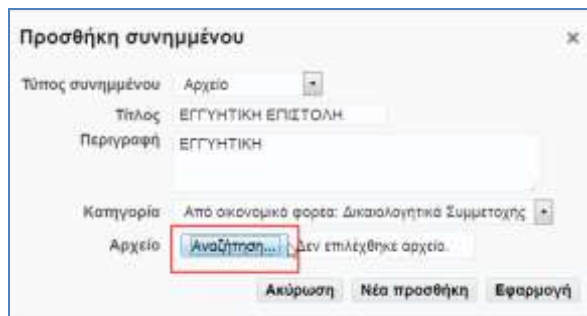 Προσθήκη συνημμένου ×
Τύπος συνημμένου Αρχείο
Τίτλος ΕΓΓΥΗΤΙΚΗ ΕΠΙΣΤΟΛΗ
Περιγραφή ΕΓΓΥΗΤΙΚΗ
Κατηγορία Από οικονομικό φορέα: Δικαιολογητικά Συμμετοχής
Αρχείο Αναζήτηση... Δεν επιλέχθηκε αρχείο.
Ακύρωση Νέα προσθήκη Εφαρμογή